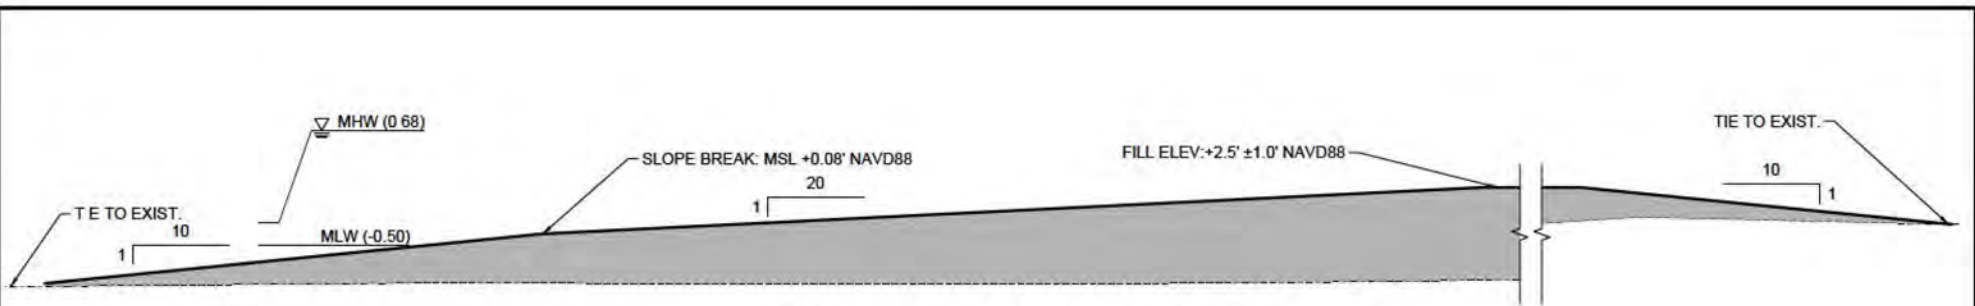 MHW (0 68)
TIE TO EXIST.
SLOPE BREAK: MSL +0.08' NAVD88
FILL ELEV:+2.5' ±1.0' NAVD88
20
1
10
1
T E TO EXIST.
10
1
MLW (-0.50)